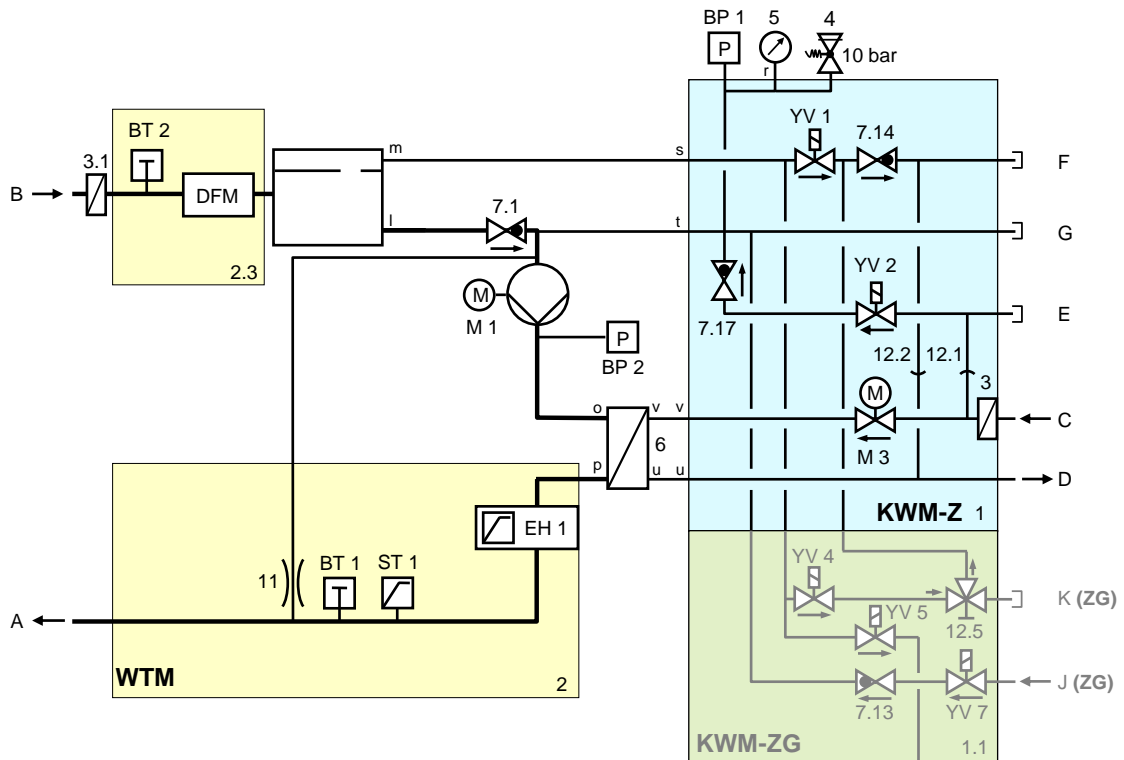 BP 1
5
4
P
r
10 bar
YV 1
7.14
BT 2
3.1
m
s
F
B
DFM
l
7.1
t
G
2.3
M
M 1
YV 2
E
7.17
P
BP 2
12.2
12.1
3
M
o
v
v
C
6
M 3
p
u
u
D
KWM-Z
1
EH 1
BT 1
ST 1
11
YV 4
K (ZG)
YV 5
12.5
A
WTM
2
J (ZG)
7.13
YV 7
KWM-ZG
1.1